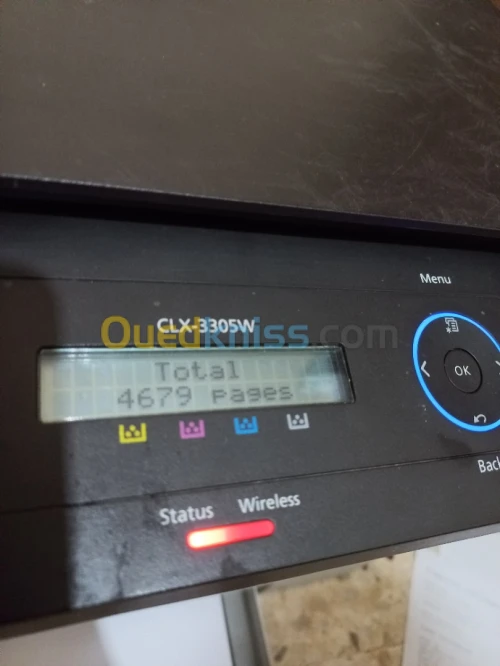 Menu
CLX-3305W
Ouedkniss.com
Total
4679 pages
OK
Back
Status Wireless